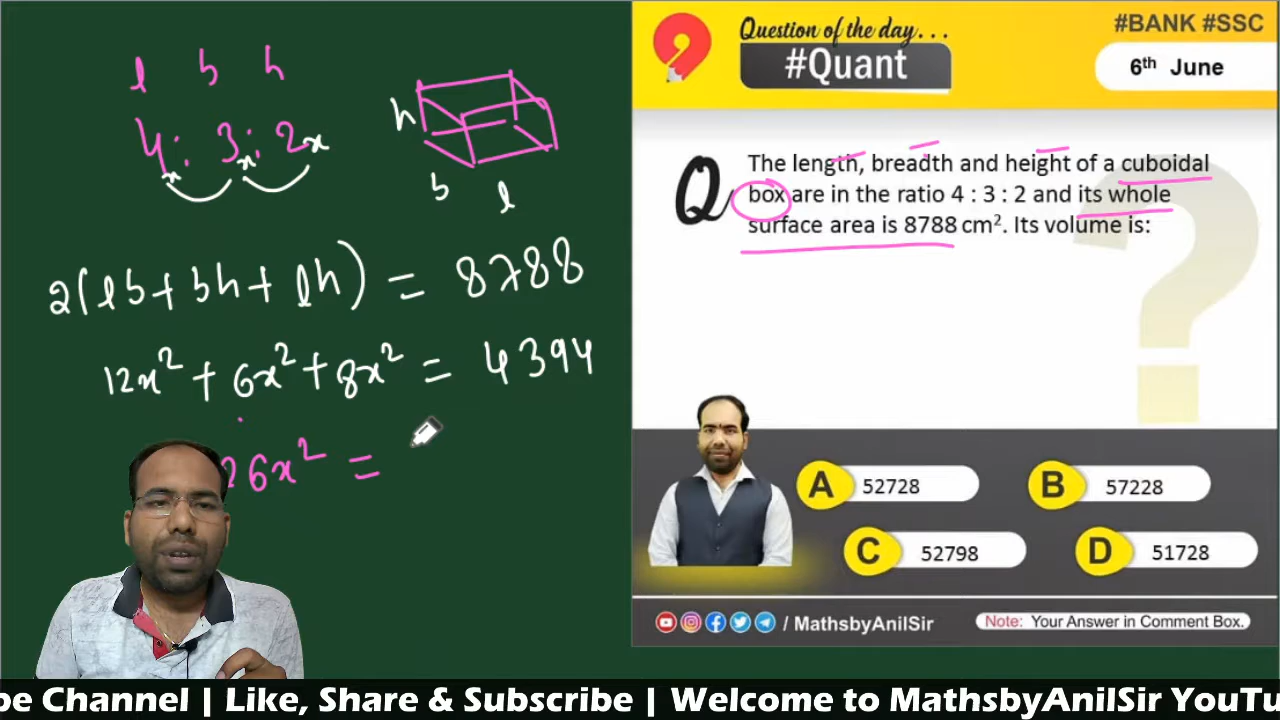 l b h
4x : 3x : 2x
h
b
l
2(lb+bh+lh) = 8788
12x² + 6x² + 8x² = 4394
26x² =
Question of the day...
#Quant
#BANK #SSC
6th June
Q
The length, breadth and height of a cuboidal
box are in the ratio 4 : 3 : 2 and its whole
surface area is 8788 cm². Its volume is:
?
A 52728
B 57228
C 52798
D 51728
/ MathsbyAnilSir
Note: Your Answer in Comment Box.
be Channel | Like, Share & Subscribe | Welcome to MathsbyAnilSir YouTu